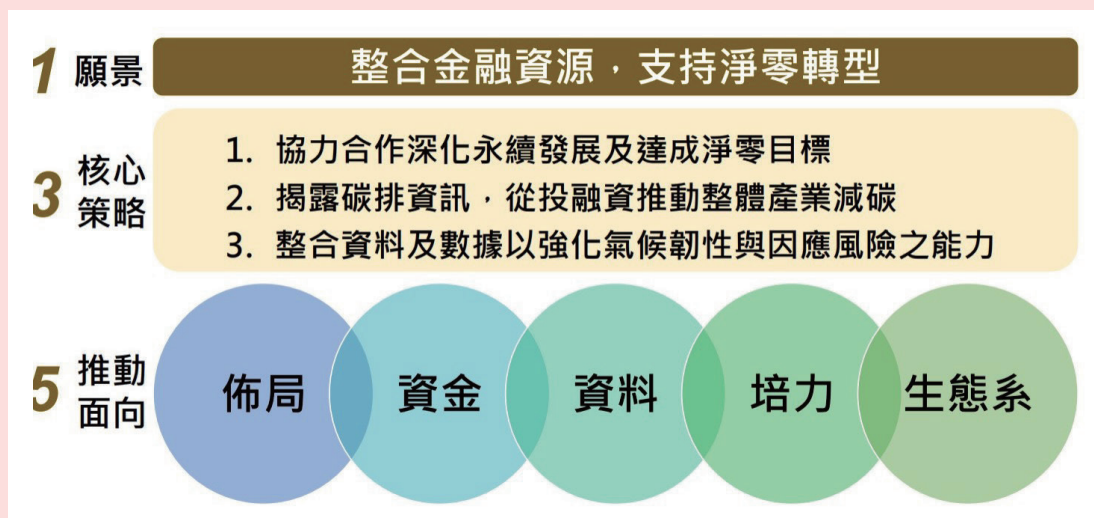 1 願景 整合金融資源，支持淨零轉型
3 核心策略
1. 協力合作深化永續發展及達成淨零目標
2. 揭露碳排資訊，從投融資推動整體產業減碳
3. 整合資料及數據以強化氣候韌性與因應風險之能力
5 推動面向
佈局 資金 資料 培力 生態系